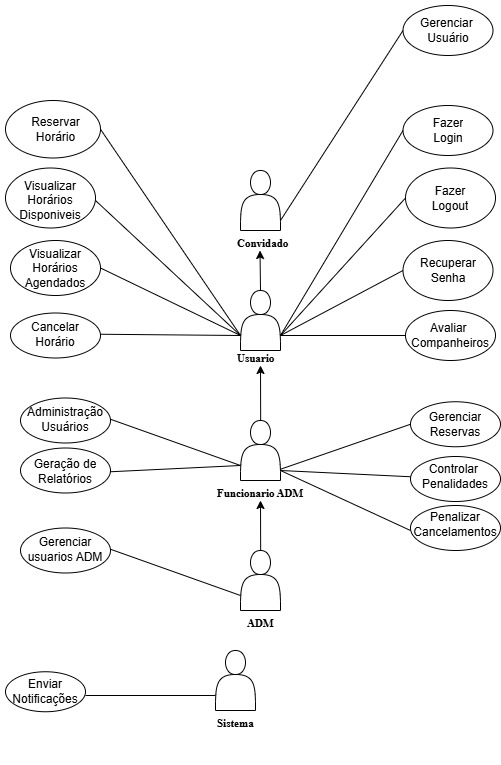 Gerenciar
Usuário
Reservar
Horário
Fazer
Login
Visualizar
Horários
Disponiveis
Fazer
Logout
Convidado
Visualizar
Horários
Agendados
Recuperar
Senha
Cancelar
Horário
Avaliar
Companheiros
Usuario
Administração
Usuários
Gerenciar
Reservas
Geração de
Relatórios
Controlar
Penalidades
Funcionario ADM
Penalizar
Cancelamentos
Gerenciar
usuarios ADM
ADM
Enviar
Notificações
Sistema